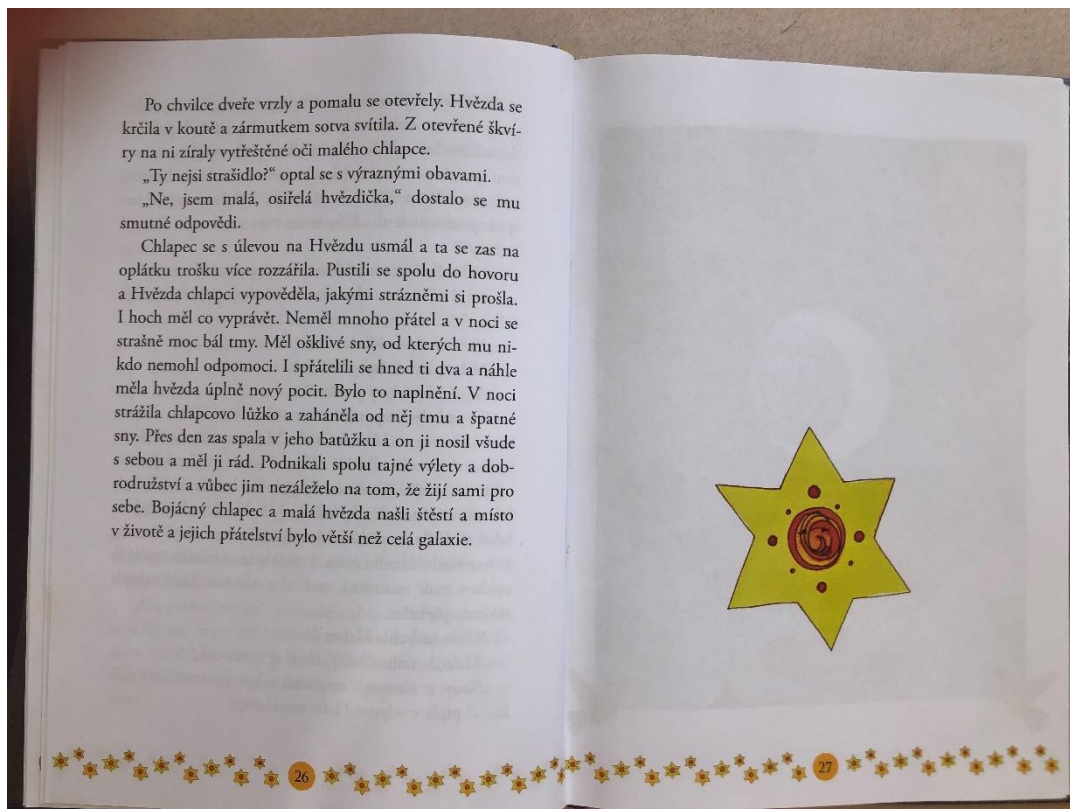 Po chvilce dveře vrzly a pomalu se otevřely. Hvězda se
krčila v koutě a zármutkem sotva svítila. Z otevřené škví-
ry na ni zíraly vytřeštěné oči malého chlapce.
„Ty nejsi strašidlo?“ optal se s výraznými obavami.
„Ne, jsem malá, osiřelá hvězdička,“ dostalo se mu
smutné odpovědi.
Chlapec se s úlevou na Hvězdu usmál a ta se zas na
oplátku trošku více rozzářila. Pustili se spolu do hovoru
a Hvězda chlapci vypověděla, jakými strázněmi si prošla.
I hoch měl co vyprávět. Neměl mnoho přátel a v noci se
strašně moc bál tmy. Měl ošklivé sny, od kterých mu ni-
kdo nemohl odpomoci. I spřátelili se hned ti dva a náhle
měla hvězda úplně nový pocit. Bylo to naplnění. V noci
strážila chlapcovo lůžko a zaháněla od něj tmu a špatné
sny. Přes den zas spala v jeho batůžku a on ji nosil všude
s sebou a měl ji rád. Podnikali spolu tajné výlety a dob-
rodružství a vůbec jim nezáleželo na tom, že žijí sami pro
sebe. Bojácný chlapec a malá hvězda našli štěstí a místo
v životě a jejich přátelství bylo větší než celá galaxie.
26
27